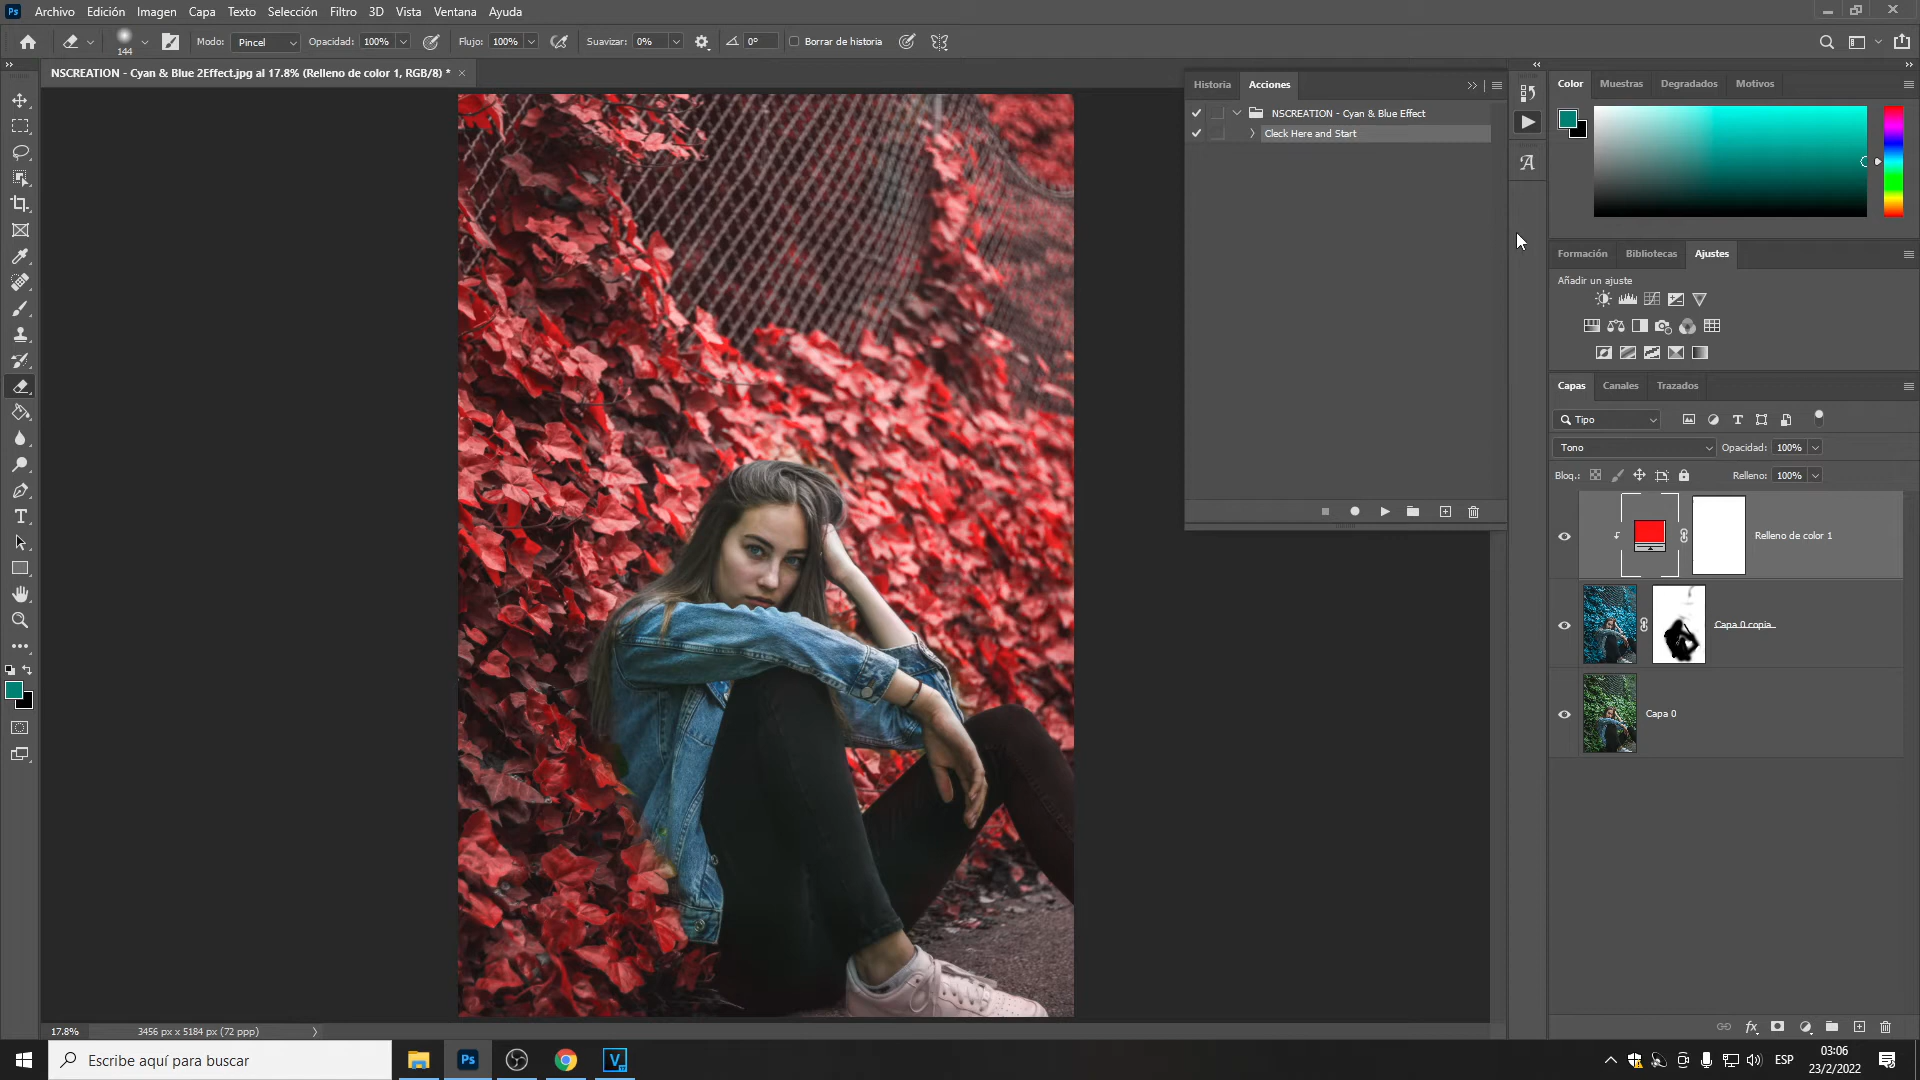 Ps Archivo Edición Imagen Capa Texto Selección Filtro 3D Vista Ventana Ayuda
144 Modo: Pincel Opacidad: 100% Flujo: 100% Suavizar: 0% 0° Borrar de historia
NSCREATION - Cyan & Blue 2Effect.jpg al 17.8% (Relleno de color 1, RGB/8) * ×
Historia Acciones
NSCREATION - Cyan & Blue Effect
Cleck Here and Start
Color Muestras Degradados Motivos
Formación Bibliotecas Ajustes
Añadir un ajuste
Capas Canales Trazados
Tipo
Tono Opacidad: 100%
Bloq.: Relleno: 100%
Relleno de color 1
Capa 0 copia
Capa 0
fx
17.8% 3456 px x 5184 px (72 ppp)
Escribe aquí para buscar
Ps
V
ESP
03:06
23/2/2022